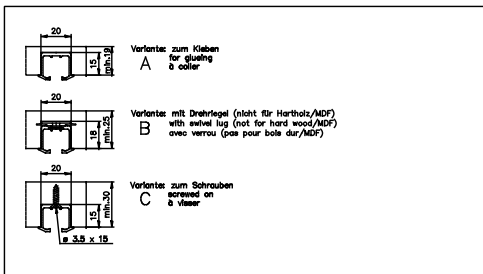 20
15
min.19
Variante: zum Kleben
A for glueing
à coller
20
18
min.25
Variante: mit Drehriegel (nicht für Hartholz/MDF)
B with swivel lug (not for hard wood/MDF)
avec verrou (pas pour bois dur/MDF)
20
15
min.30
Variante: zum Schrauben
C screwed on
à visser
ø 3.5 x 15